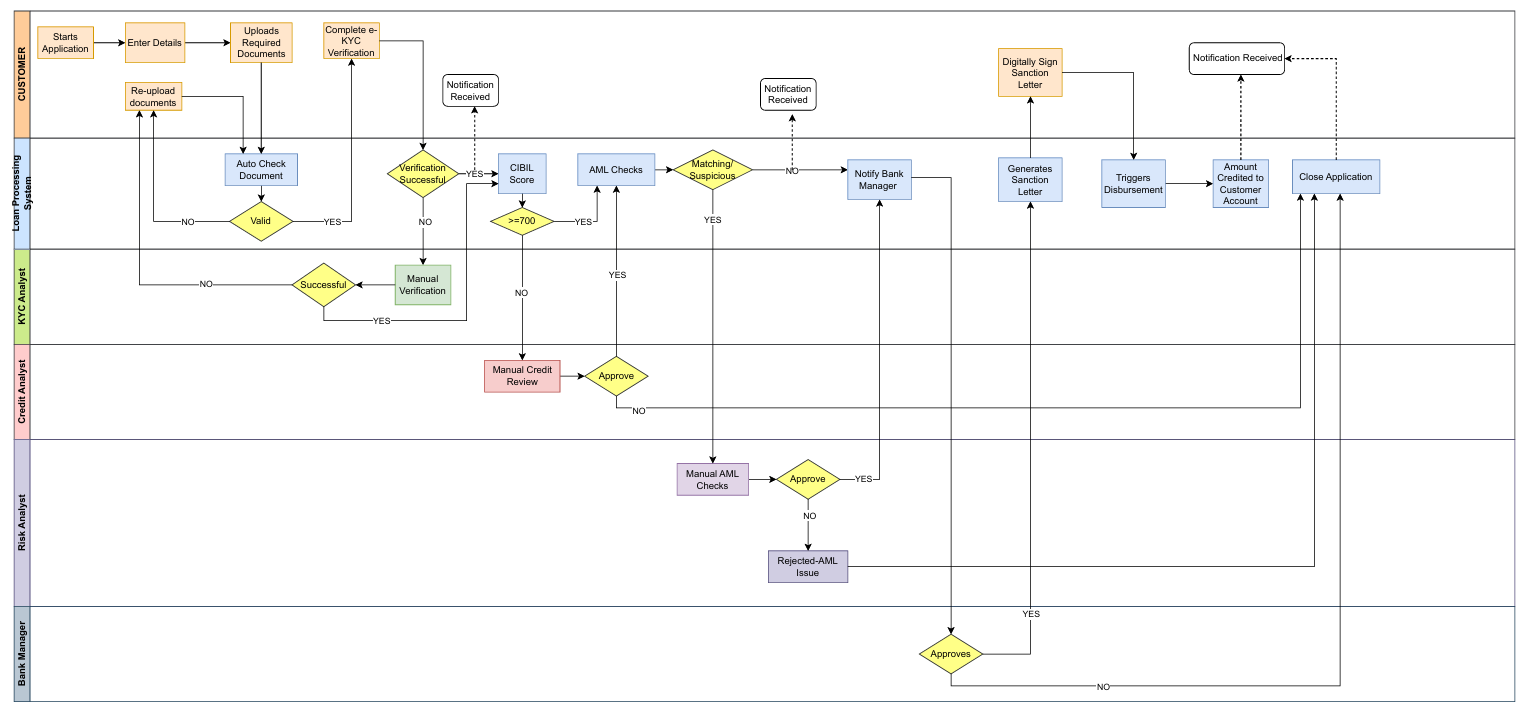 CUSTOMER
Starts
Application
Enter Details
Uploads
Required
Documents
Complete e-
KYC
Verification
Re-upload
documents
Notification
Received
Notification
Received
Digitally Sign
Sanction
Letter
Notification Received
Loan Processing
System
Auto Check
Document
Valid
NO
YES
Verification
Successful
YES
NO
CIBIL
Score
>=700
YES
AML Checks
Matching/
Suspicious
NO
YES
Notify Bank
Manager
Generates
Sanction
Letter
Triggers
Disbursement
Amount
Credited to
Customer
Account
Close Application
KYC Analyst
NO
Successful
Manual
Verification
YES
NO
YES
Credit Analyst
Manual Credit
Review
Approve
NO
Risk Analyst
Manual AML
Checks
Approve
YES
NO
Rejected-AML
Issue
Bank Manager
YES
Approves
NO